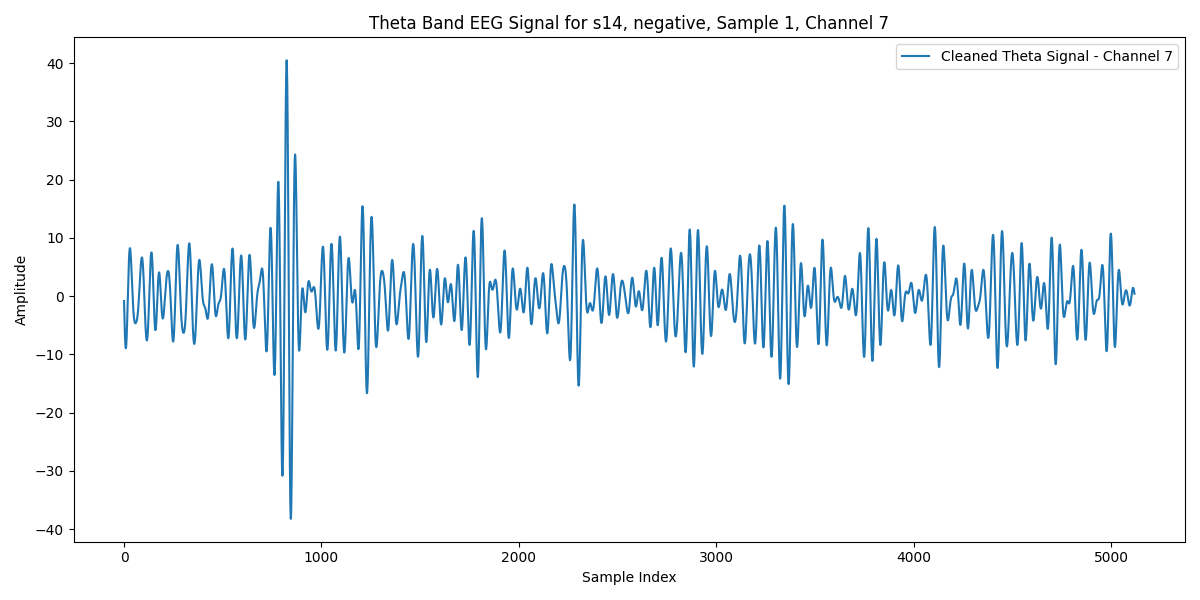 Theta Band EEG Signal for s14, negative, Sample 1, Channel 7
Cleaned Theta Signal - Channel 7
Amplitude
40
30
20
10
0
−10
−20
−30
−40
0 1000 2000 3000 4000 5000
Sample Index